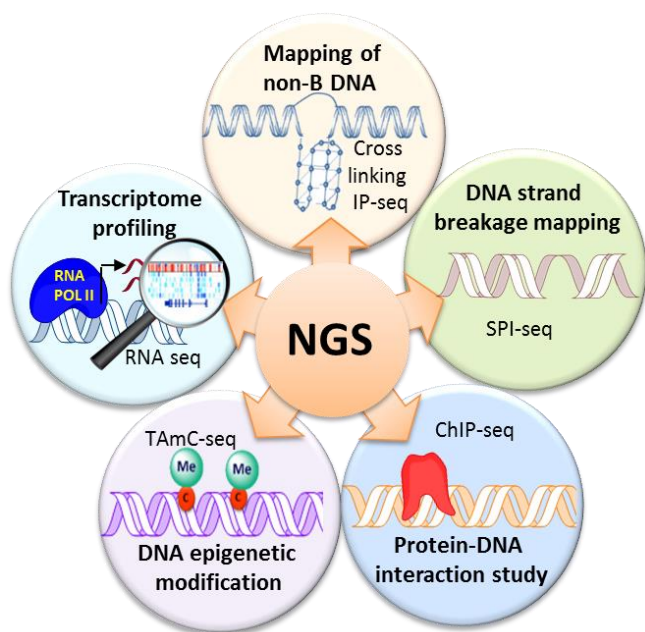 Mapping of
non-B DNA
Cross
linking
IP-seq
Transcriptome
profiling
RNA
POL II
RNA seq
DNA strand
breakage mapping
SPI-seq
NGS
TAmC-seq
Me
Me
C
C
DNA epigenetic
modification
ChIP-seq
Protein-DNA
interaction study